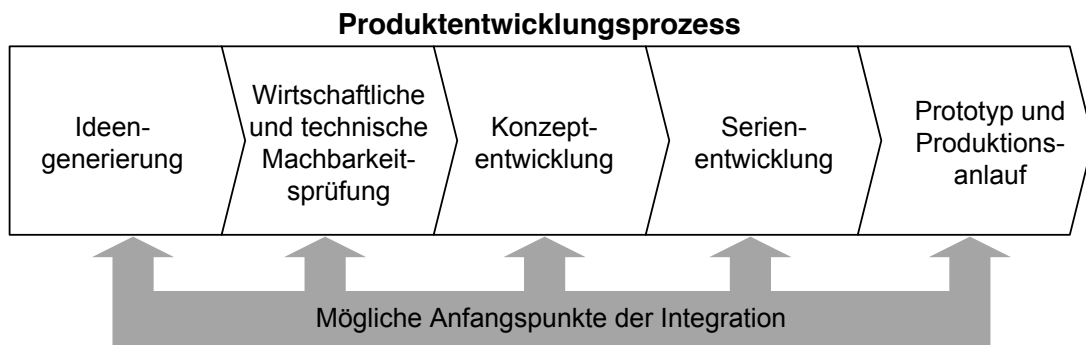 Produktentwicklungsprozess
Ideen-
generierung
Wirtschaftliche
und technische
Machbarkeit-
sprüfung
Konzept-
entwicklung
Serien-
entwicklung
Prototyp und
Produktions-
anlauf
Mögliche Anfangspunkte der Integration